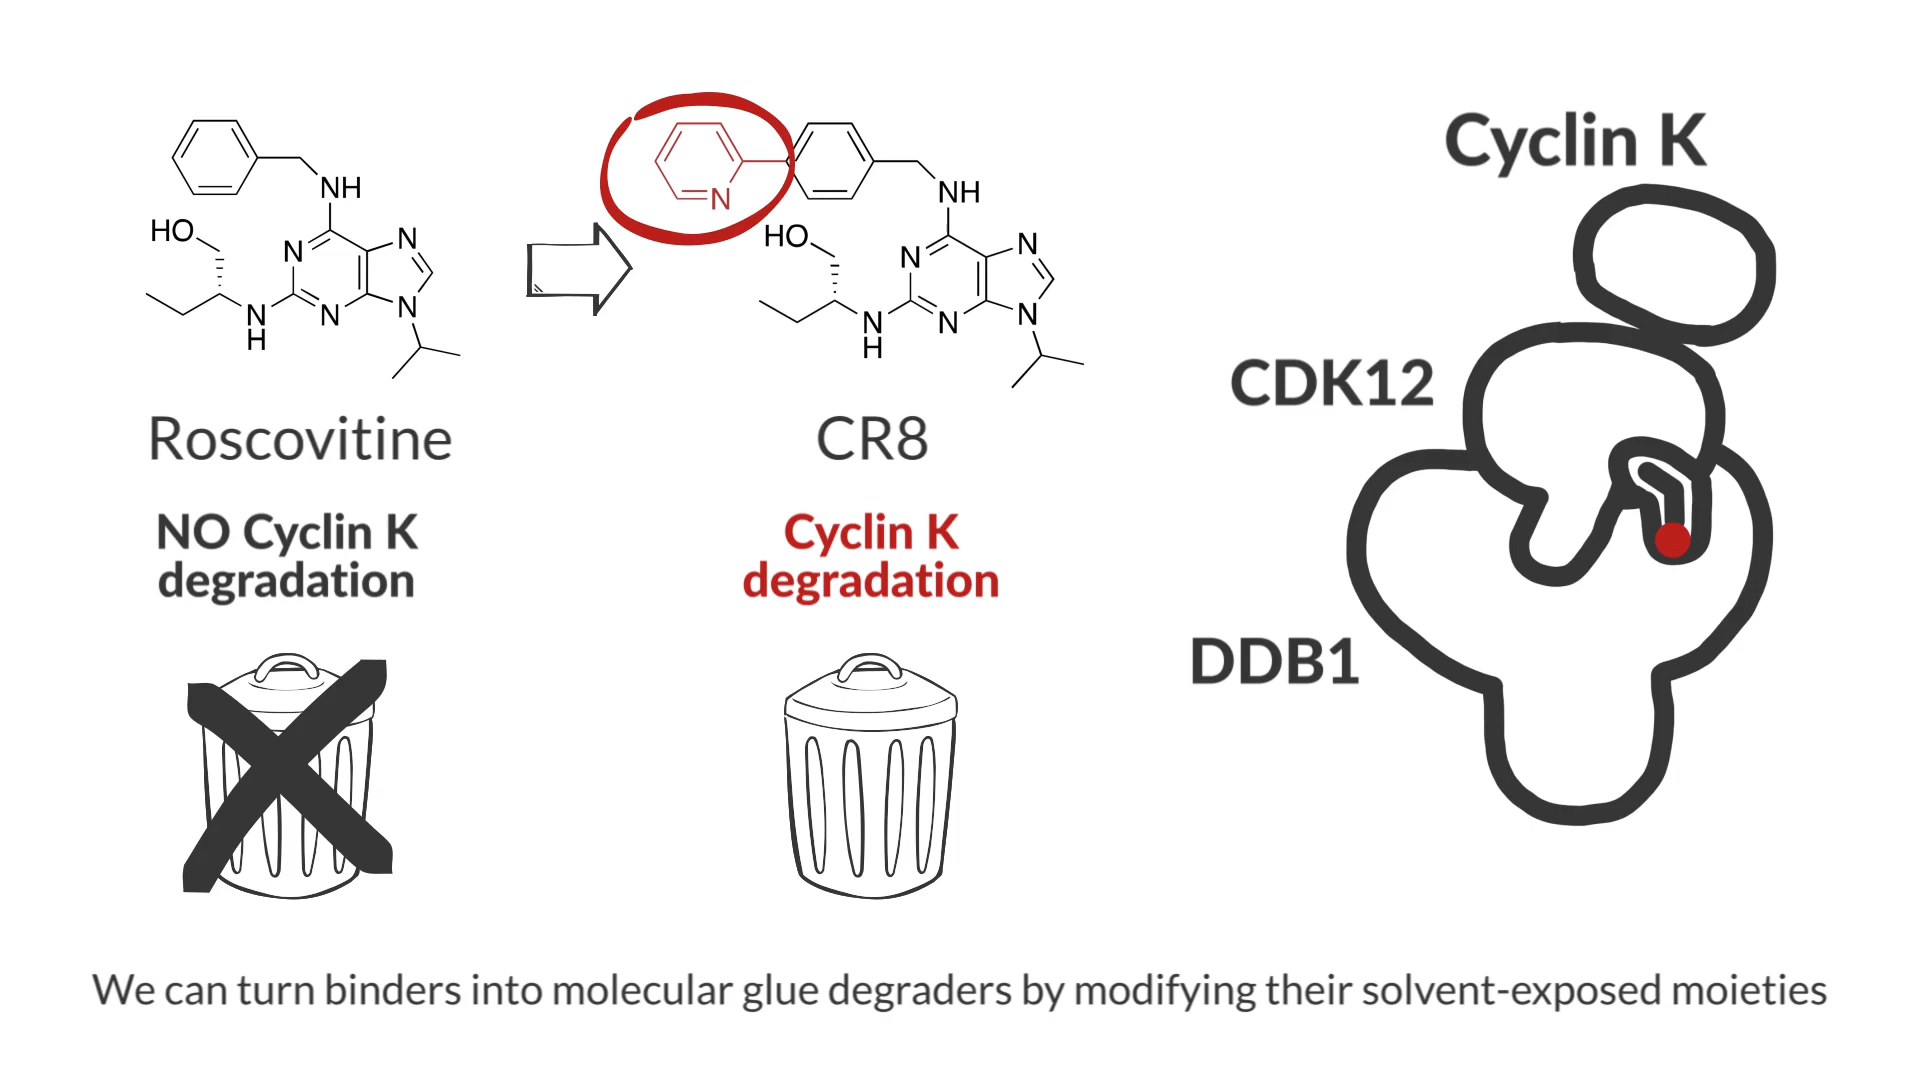 HO
NH
N
N
N
N
N
H
Roscovitine
NO Cyclin K
degradation
N
NH
HO
N
N
N
N
N
H
CR8
Cyclin K
degradation
Cyclin K
CDK12
DDB1
We can turn binders into molecular glue degraders by modifying their solvent-exposed moieties